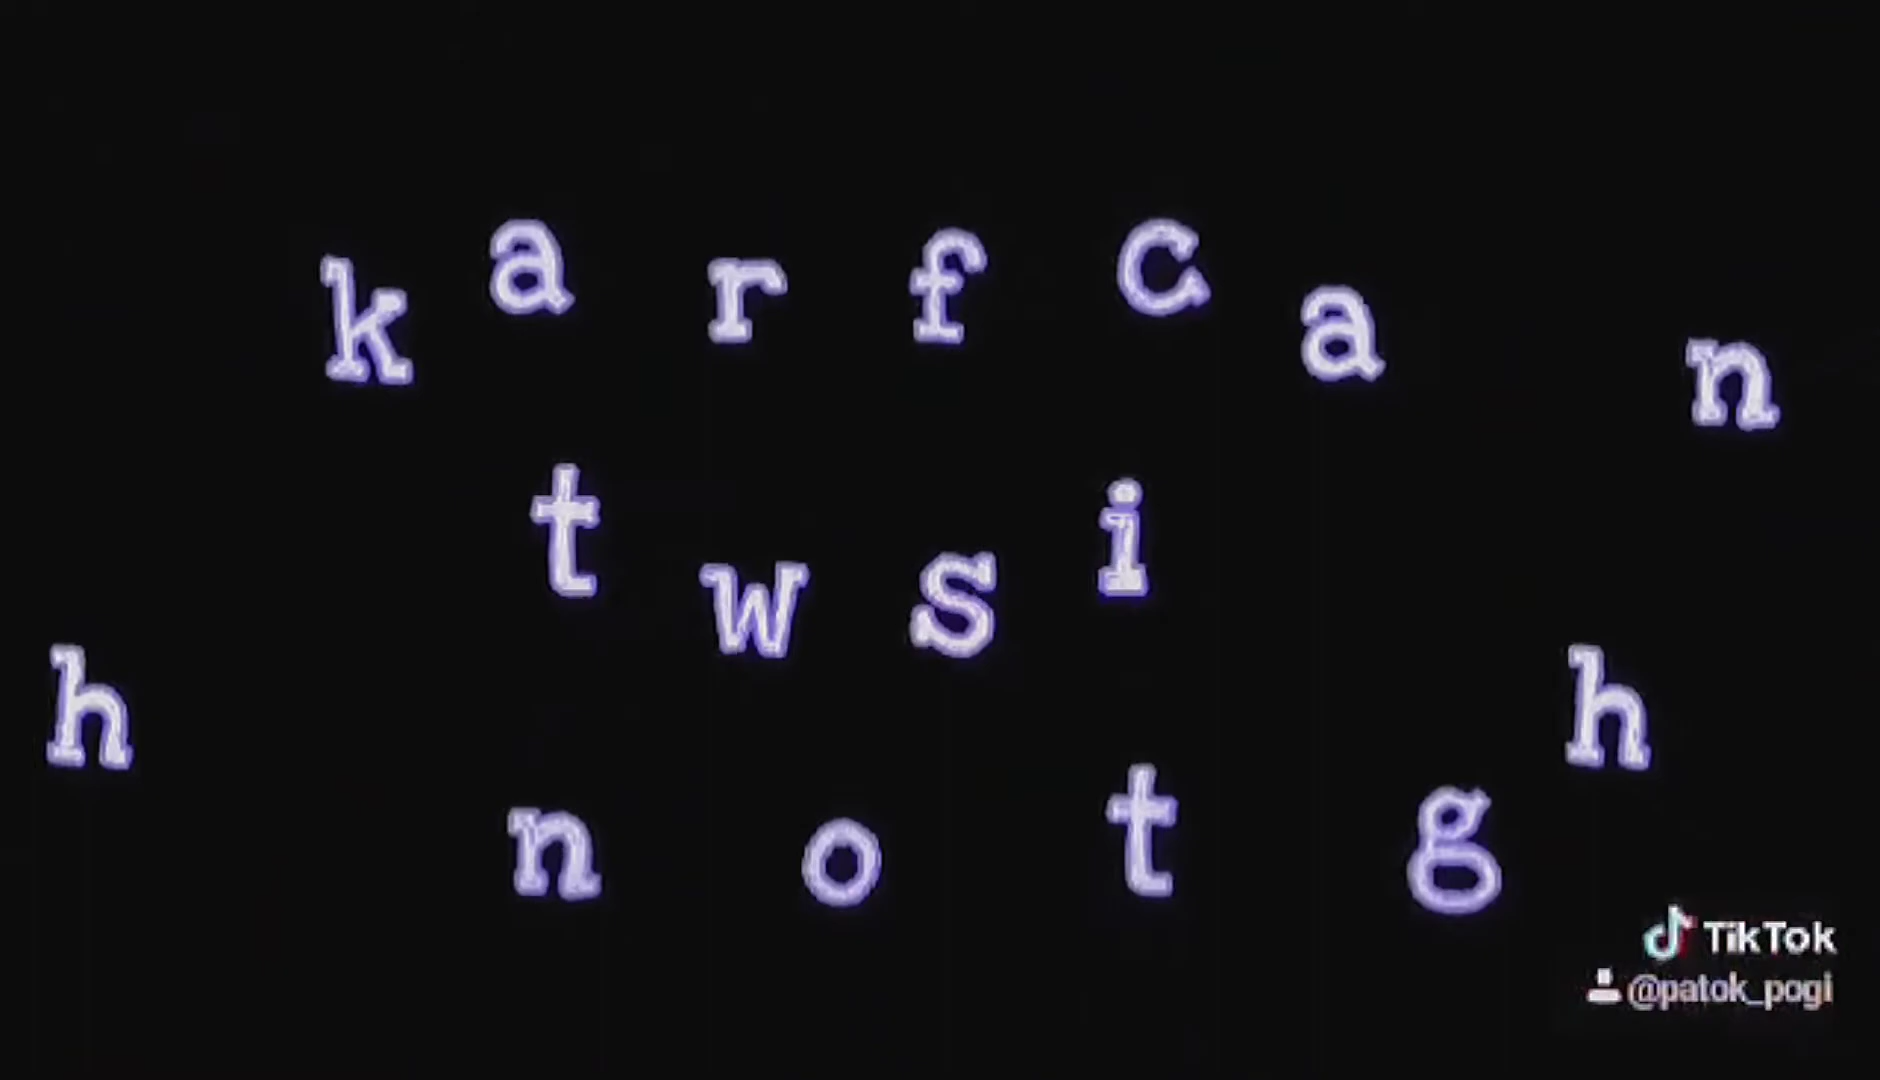 k a r f c a n
t w s i
h h
n o t g
TikTok
@patok_pogi